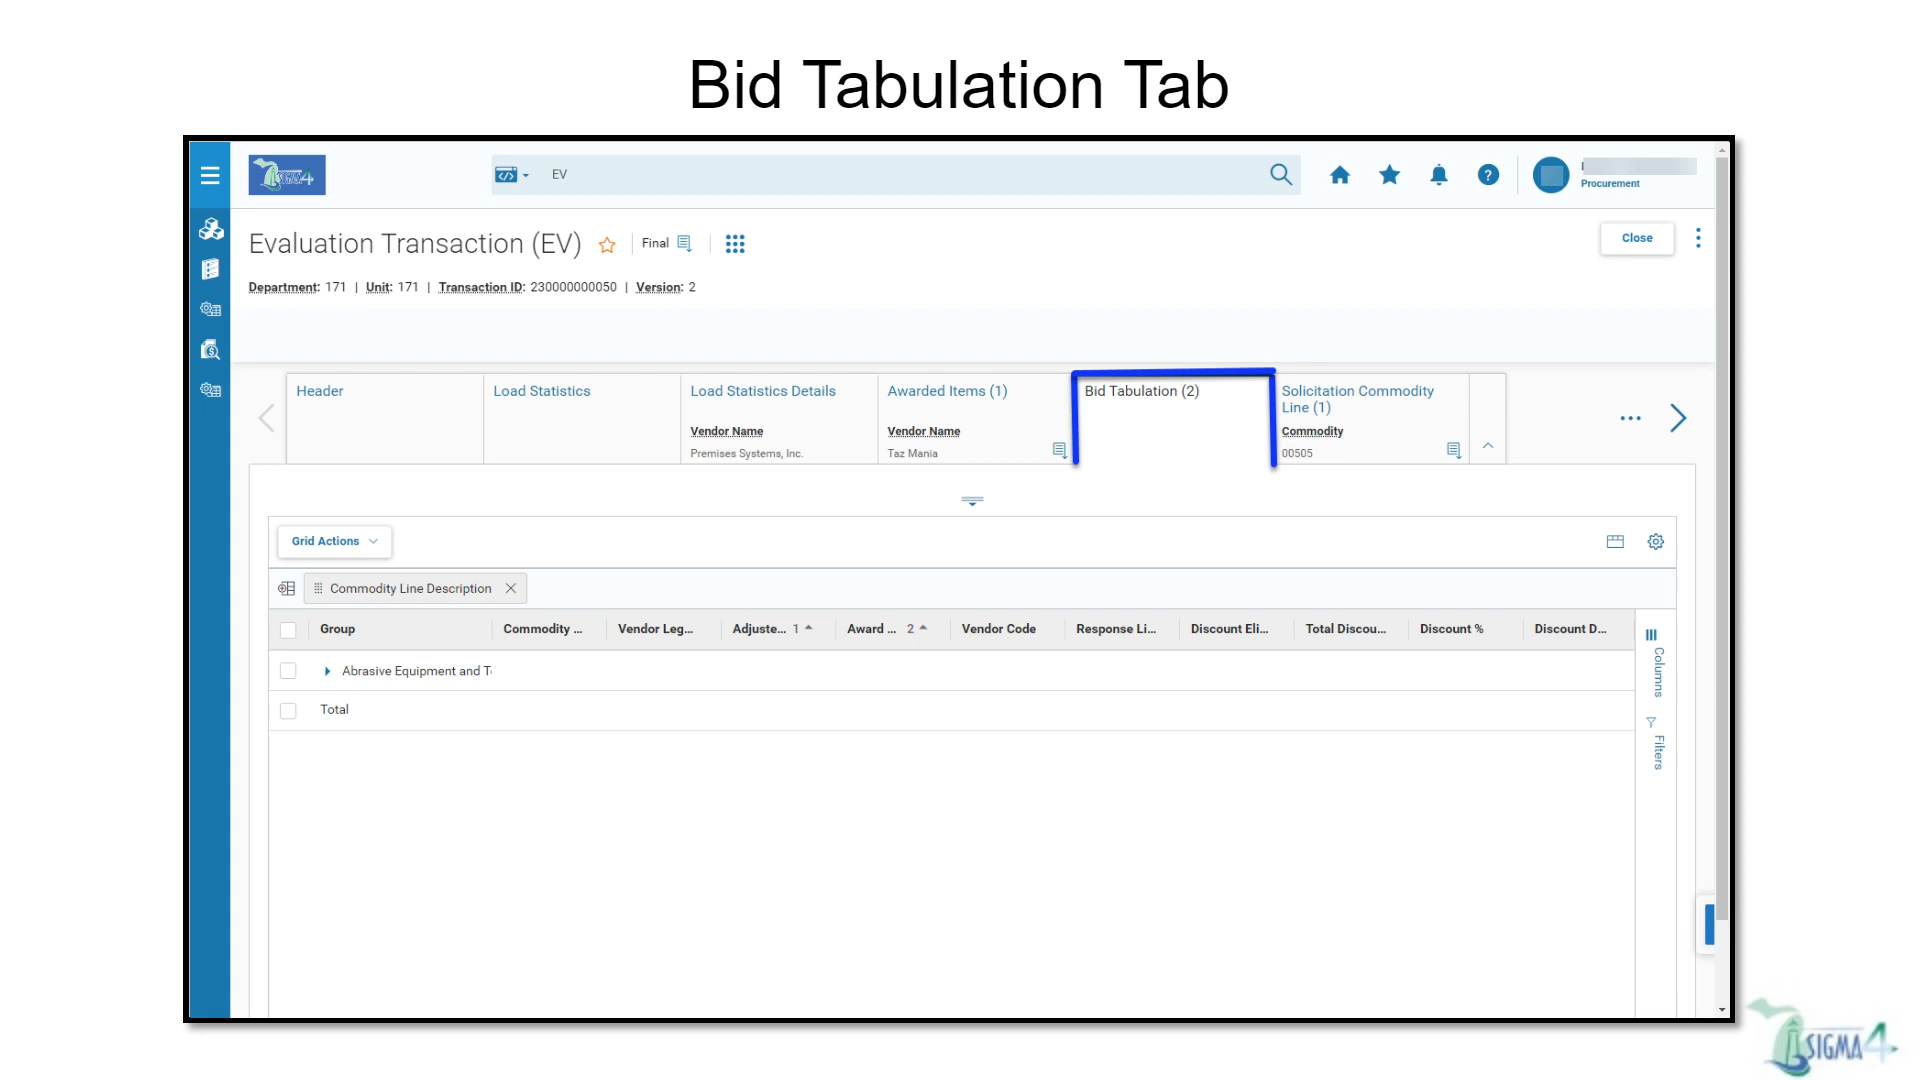 Bid Tabulation Tab
EV
Procurement
Evaluation Transaction (EV)
Final
Close
Department: 171 | Unit: 171 | Transaction ID: 230000000050 | Version: 2
Header
Load Statistics
Load Statistics Details
Vendor Name
Premises Systems, Inc.
Awarded Items (1)
Vendor Name
Taz Mania
Bid Tabulation (2)
Solicitation Commodity
Line (1)
Commodity
00505
Grid Actions
Commodity Line Description
Group Commodity ... Vendor Leg... Adjuste... 1 Award ... 2 Vendor Code Response Li... Discount Eli... Total Discou... Discount % Discount D...
Abrasive Equipment and T
Total
Columns
Filters
SIGMA4